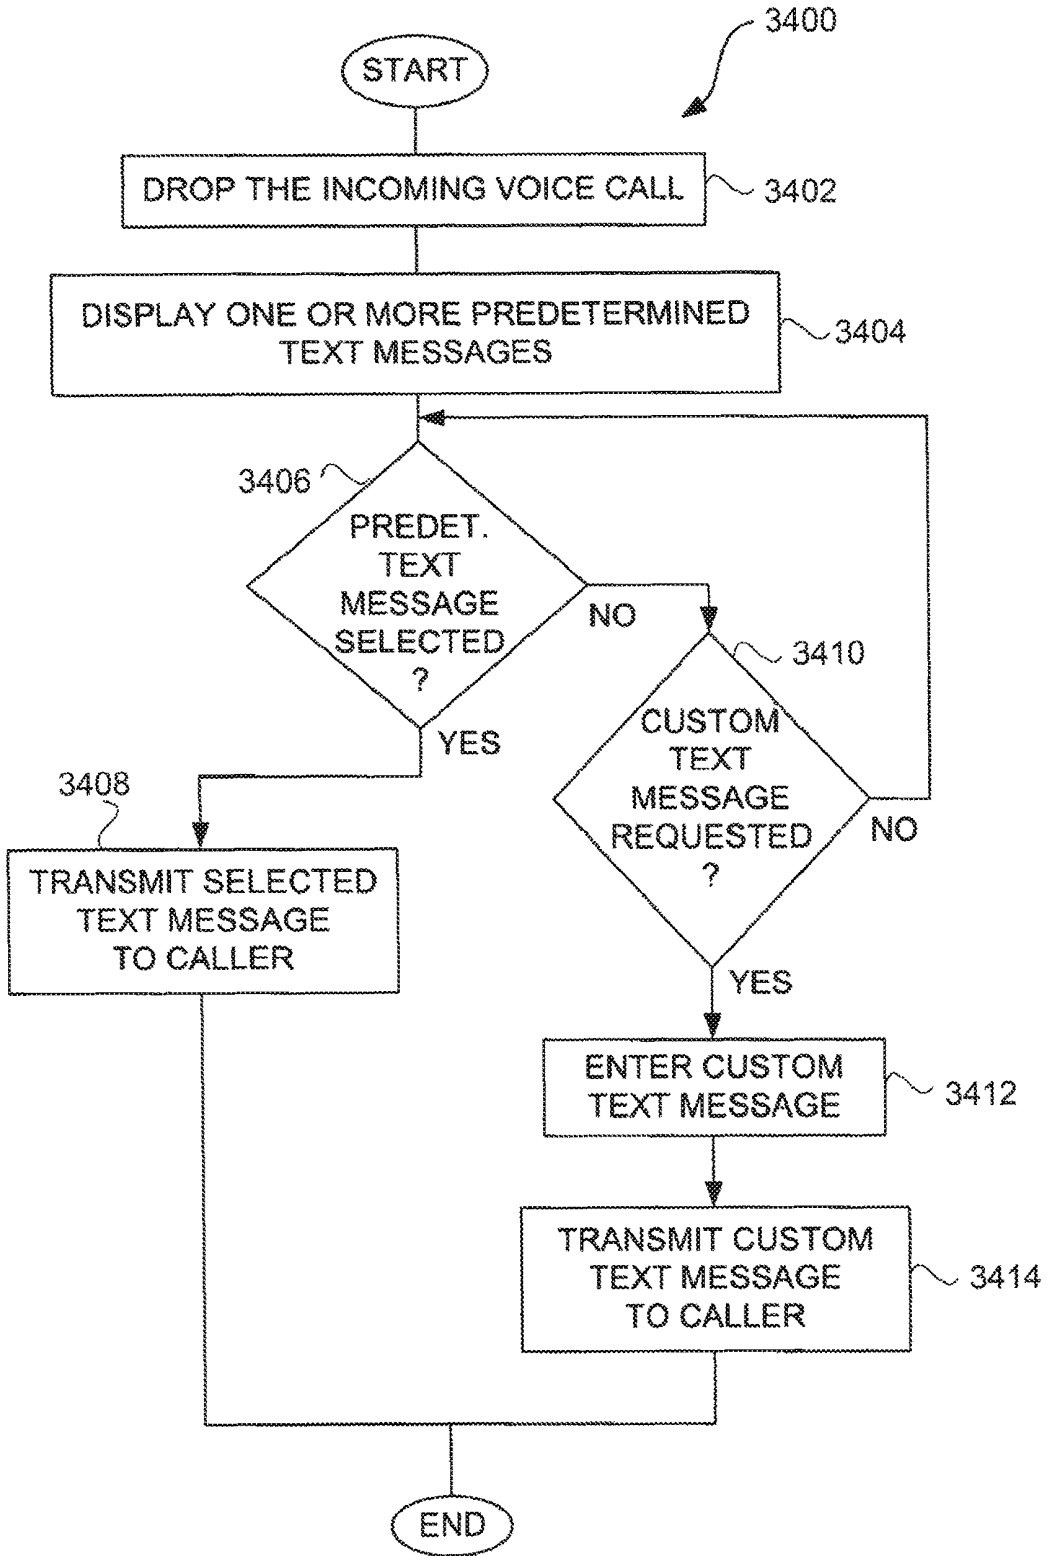 3400
START
DROP THE INCOMING VOICE CALL
3402
DISPLAY ONE OR MORE PREDETERMINED
TEXT MESSAGES
3404
3406
PREDET.
TEXT
MESSAGE
SELECTED
?
NO
YES
3410
CUSTOM
TEXT
MESSAGE
REQUESTED
?
NO
YES
3408
TRANSMIT SELECTED
TEXT MESSAGE
TO CALLER
ENTER CUSTOM
TEXT MESSAGE
3412
TRANSMIT CUSTOM
TEXT MESSAGE
TO CALLER
3414
END